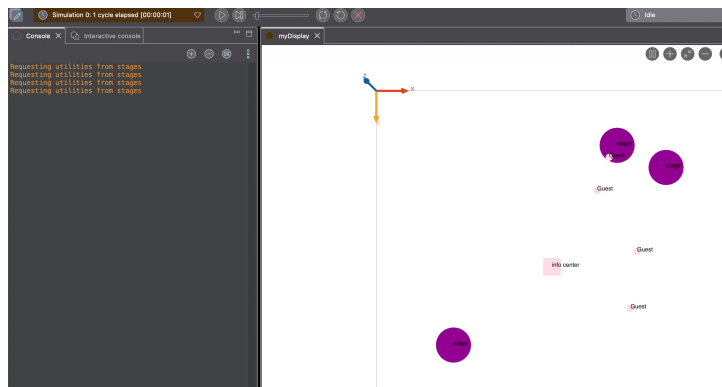 Simulation 0: 1 cycle elapsed [00:00:01]
Idle
Console
Interactive console
myDisplay
Requesting utilities from stages
Requesting utilities from stages
Requesting utilities from stages
Requesting utilities from stages
Z
X
stage
Guest
stage
Guest
Guest
info center
Guest
stage